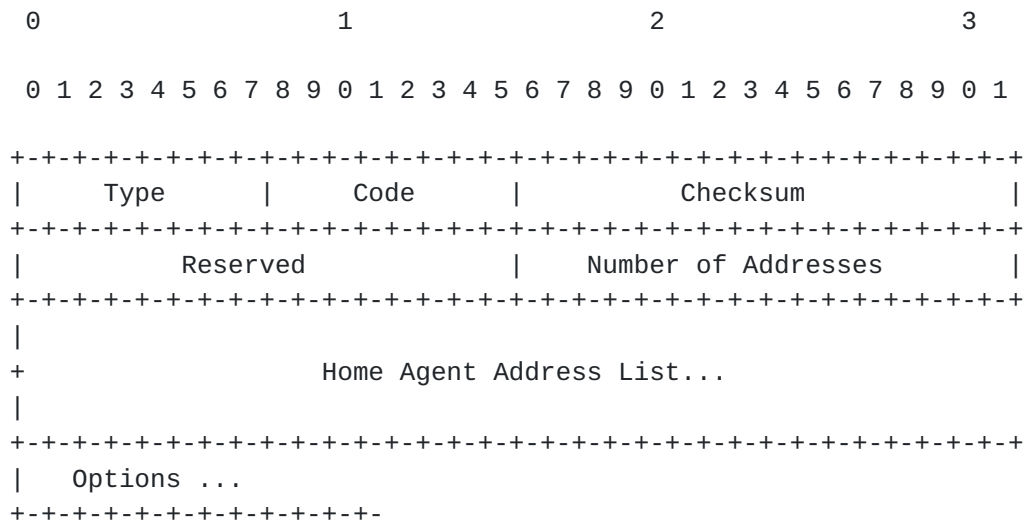 0                   1                   2                   3
 0 1 2 3 4 5 6 7 8 9 0 1 2 3 4 5 6 7 8 9 0 1 2 3 4 5 6 7 8 9 0 1
+-+-+-+-+-+-+-+-+-+-+-+-+-+-+-+-+-+-+-+-+-+-+-+-+-+-+-+-+-+-+-+-+
|     Type      |     Code      |          Checksum             |
+-+-+-+-+-+-+-+-+-+-+-+-+-+-+-+-+-+-+-+-+-+-+-+-+-+-+-+-+-+-+-+-+
|          Reserved             |    Number of Addresses        |
+-+-+-+-+-+-+-+-+-+-+-+-+-+-+-+-+-+-+-+-+-+-+-+-+-+-+-+-+-+-+-+-+
|
+                   Home Agent Address List...
|
+-+-+-+-+-+-+-+-+-+-+-+-+-+-+-+-+-+-+-+-+-+-+-+-+-+-+-+-+-+-+-+-+
|   Options ...
+-+-+-+-+-+-+-+-+-+-+-+-